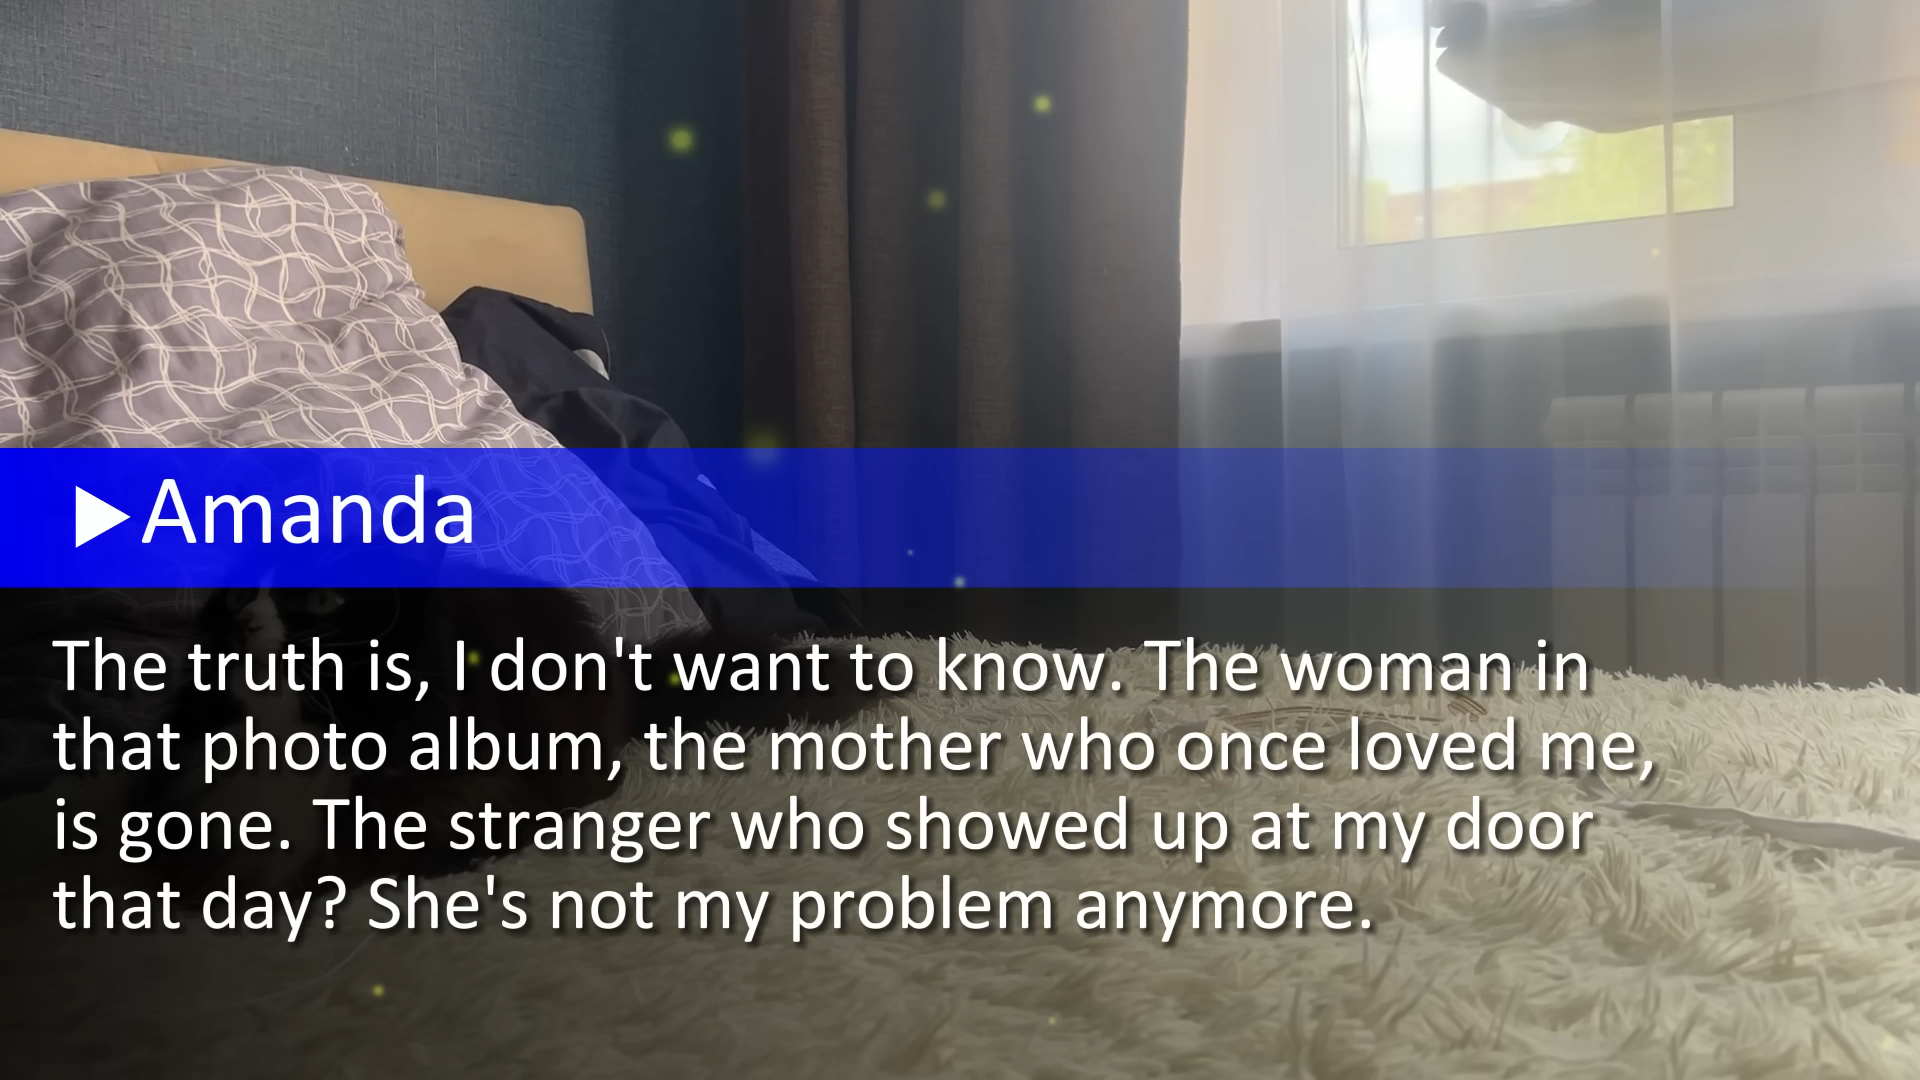 Amanda
The truth is, I don't want to know. The woman in
that photo album, the mother who once loved me,
is gone. The stranger who showed up at my door
that day? She's not my problem anymore.